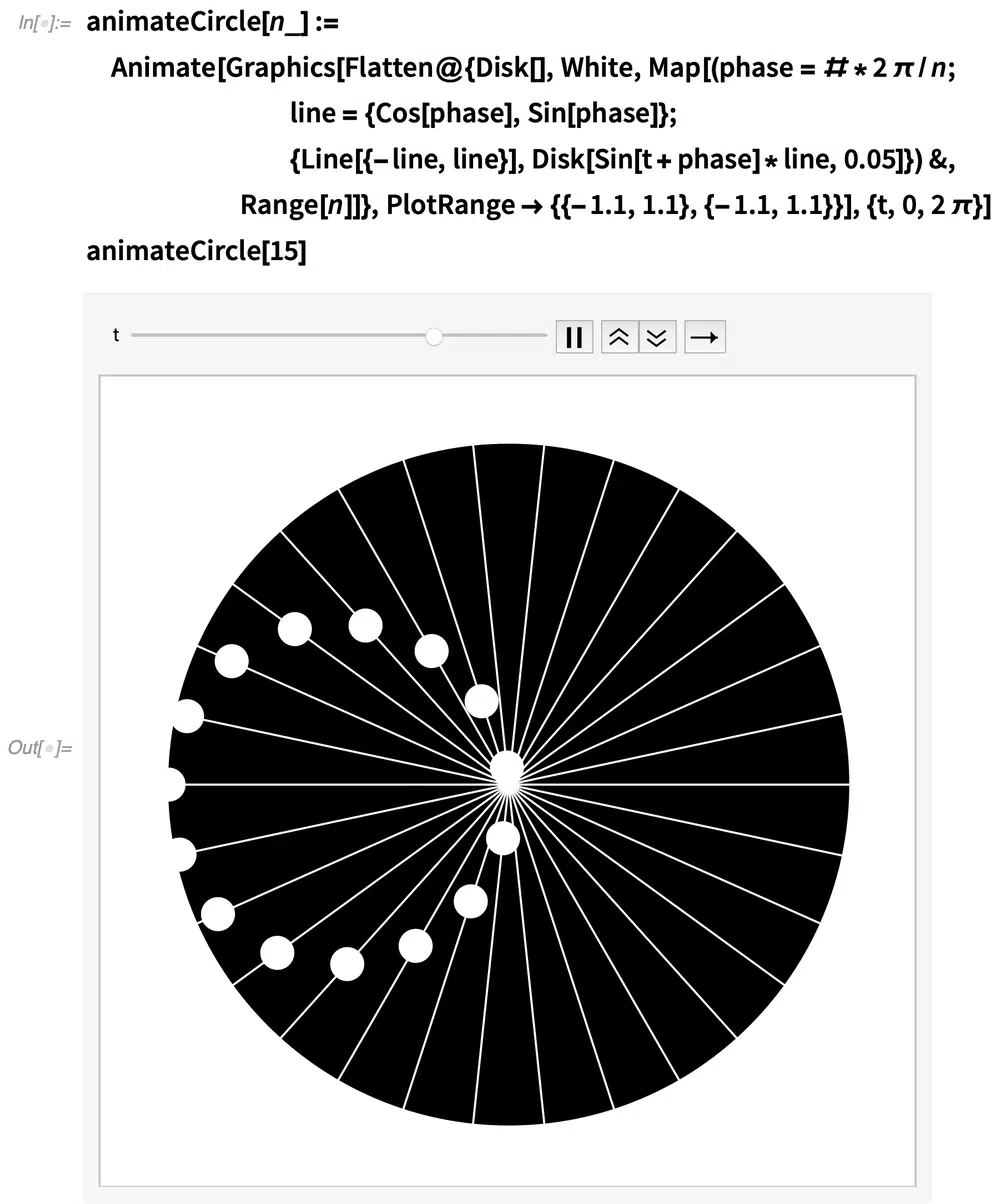 In[•]:= animateCircle[n_] :=
Animate[Graphics[Flatten@{Disk[], White, Map[(phase = # * 2 π / n;
line = {Cos[phase], Sin[phase]};
{Line[{-line, line}], Disk[Sin[t + phase] * line, 0.05]}) &,
Range[n]]}, PlotRange → {{-1.1, 1.1}, {-1.1, 1.1}}], {t, 0, 2 π}]
animateCircle[15]
t
Out[•]=